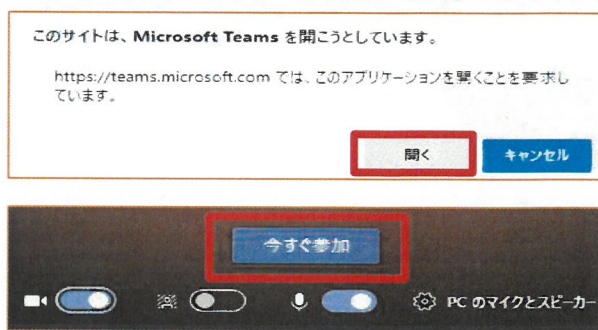 このサイトは、Microsoft Teams を開こうとしています。
https://teams.microsoft.com では、このアプリケーションを開くことを要求し
ています。
開く
キャンセル
今すぐ参加
PC のマイクとスピーカー